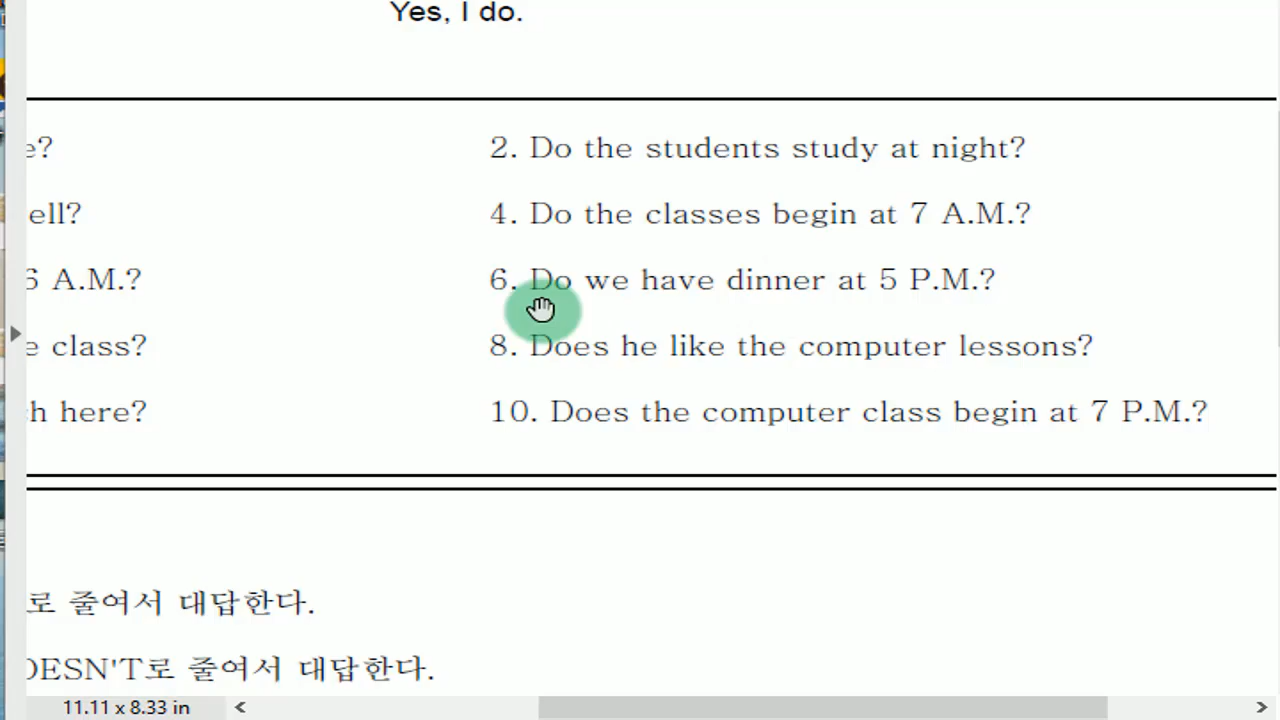 Yes, I do.
e?
2. Do the students study at night?
ell?
4. Do the classes begin at 7 A.M.?
6 A.M.?
6. Do we have dinner at 5 P.M.?
e class?
8. Does he like the computer lessons?
ch here?
10. Does the computer class begin at 7 P.M.?
로 줄여서 대답한다.
DOESN'T로 줄여서 대답한다.
11.11 x 8.33 in